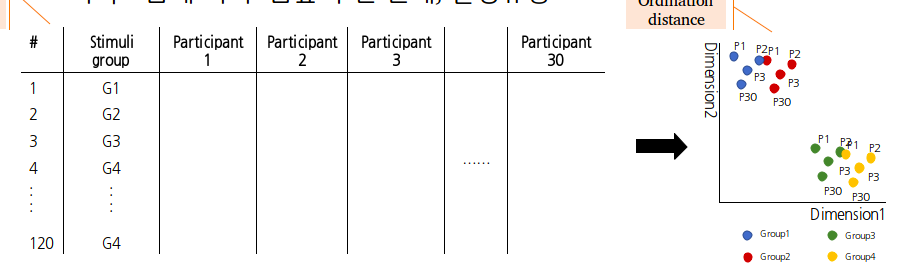 Ordination
distance
# Stimuli group Participant 1 Participant 2 Participant 3 Participant 30
1 G1
2 G2
3 G3
4 G4
: :
: :
120 G4
......
Dimension2
P1 P2 P1 P2
P3 P3
P30 P30
P1 P2 P1 P2
P3 P3
P30 P30
Dimension1
Group1 Group3
Group2 Group4